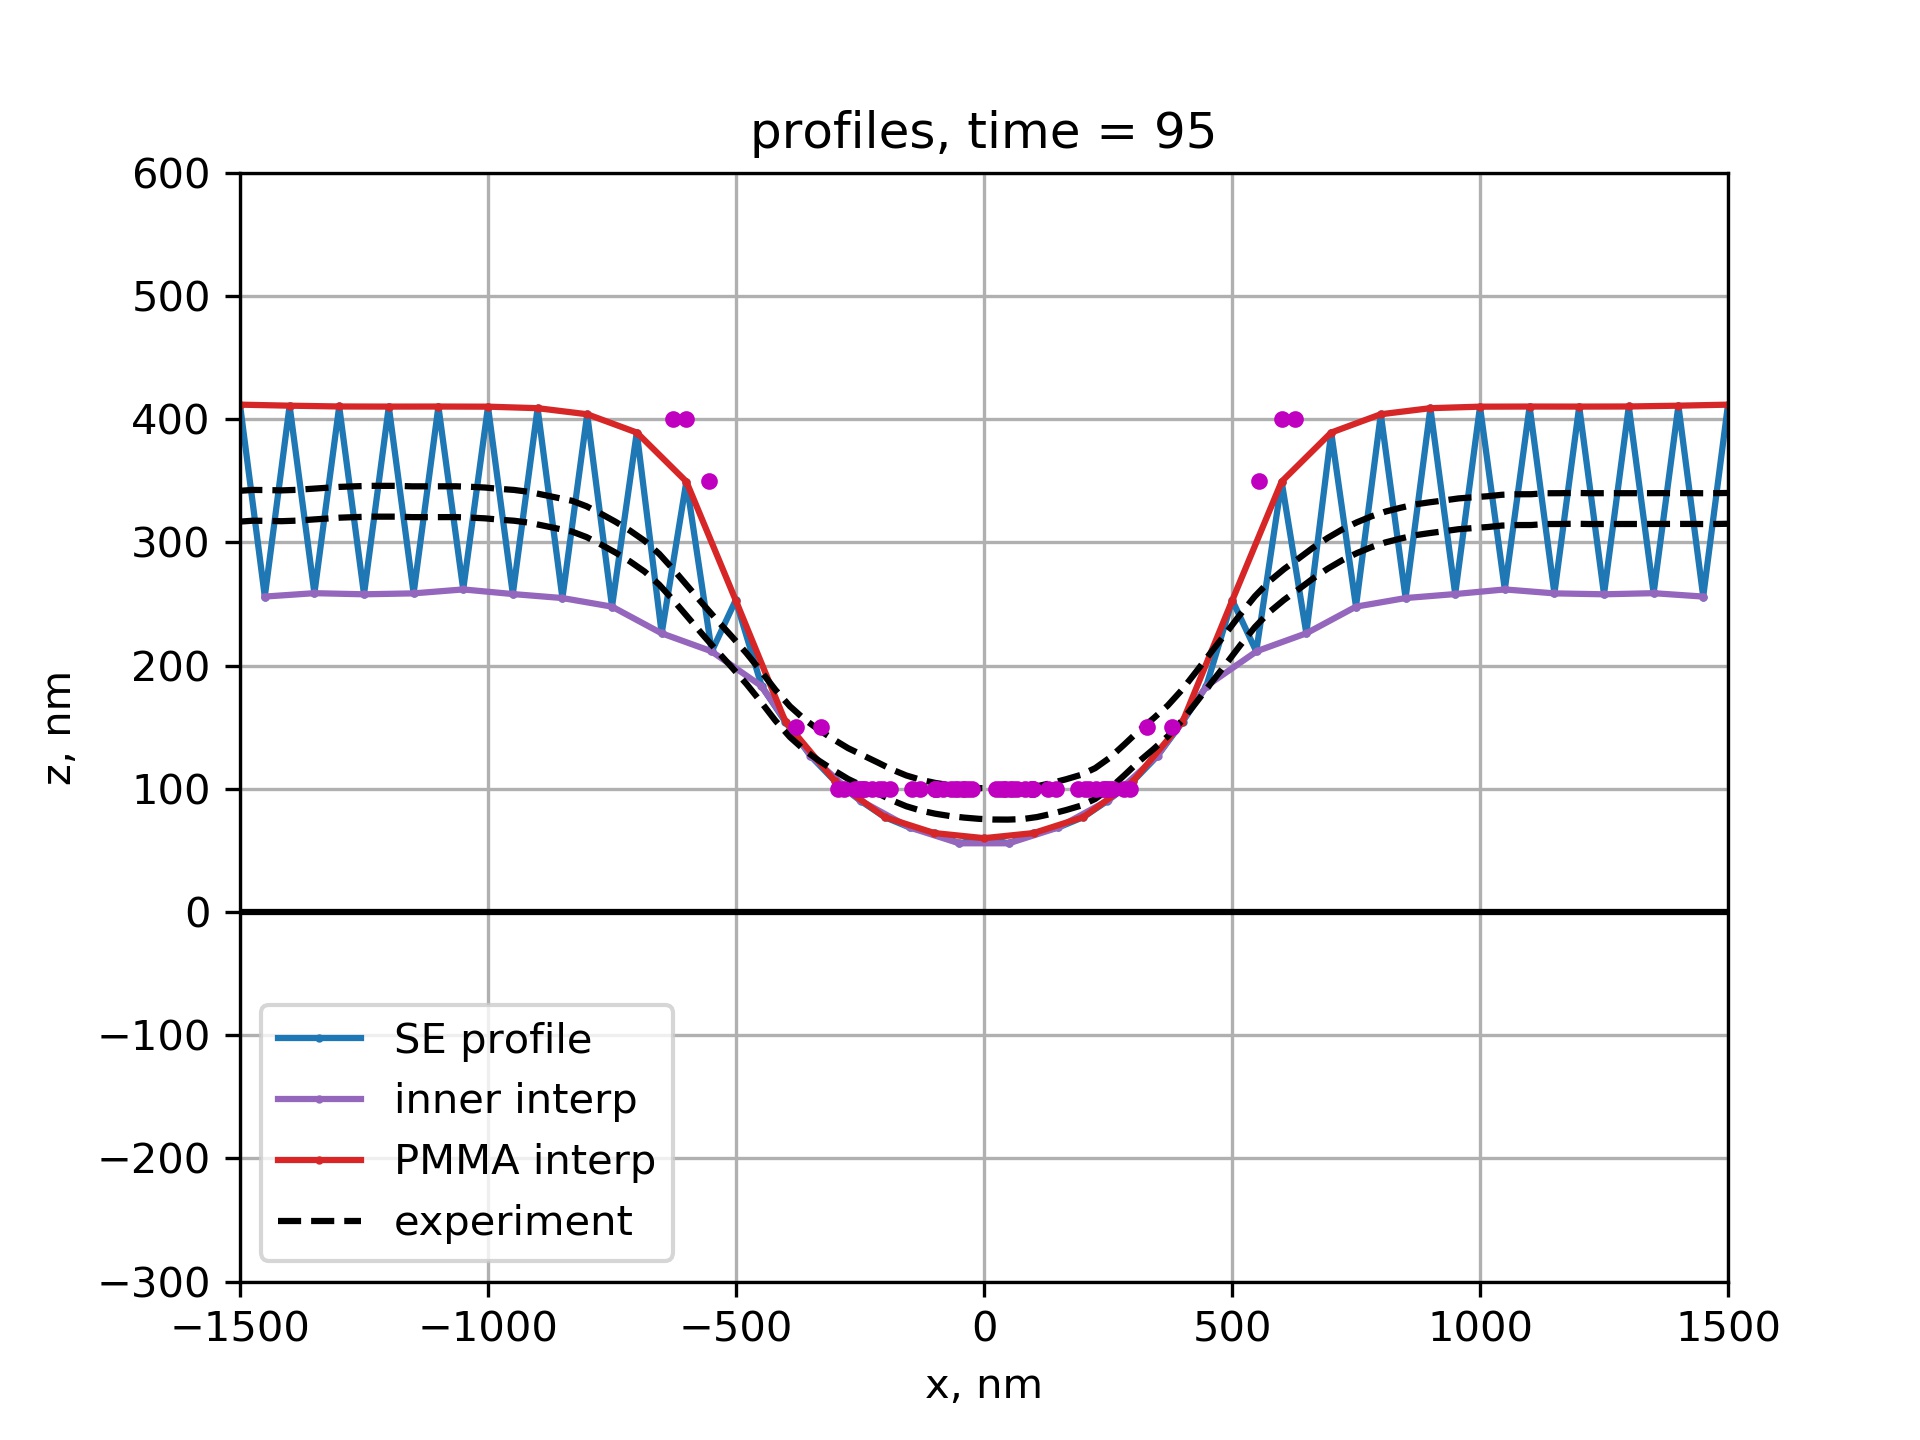 profiles, time = 95
600
500
400
300
200
100
0
−100
−200
−300
z, nm
−1500
−1000
−500
0
500
1000
1500
x, nm
SE profile
inner interp
PMMA interp
experiment